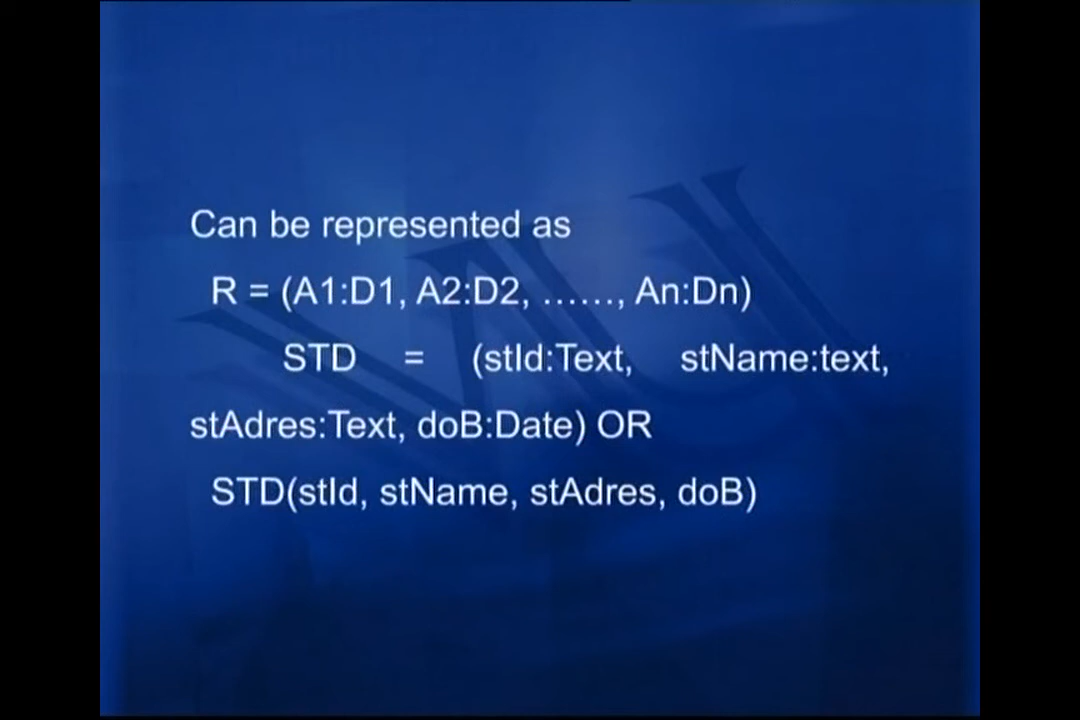 Can be represented as
R = (A1:D1, A2:D2, ……, An:Dn)
STD = (stId:Text, stName:text,
stAdres:Text, doB:Date) OR
STD(stId, stName, stAdres, doB)
VU